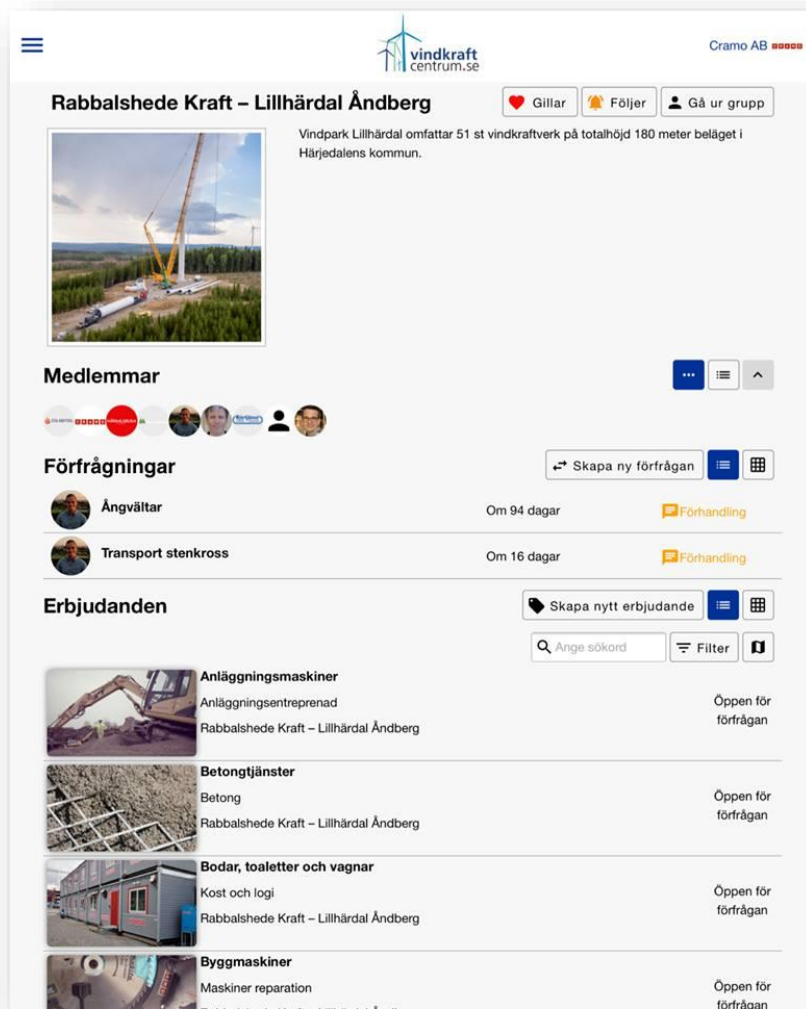 vindkraft
centrum.se
Cramo AB
Rabbalshede Kraft – Lillhärdal Åndberg
Gillar
Följer
Gå ur grupp
Vindpark Lillhärdal omfattar 51 st vindkraftverk på totalhöjd 180 meter beläget i
Härjedalens kommun.
Medlemmar
Förfrågningar
Skapa ny förfrågan
Ångvältar
Om 94 dagar
Förhandling
Transport stenkross
Om 16 dagar
Förhandling
Erbjudanden
Skapa nytt erbjudande
Ange sökord
Filter
Anläggningsmaskiner
Anläggningsentreprenad
Rabbalshede Kraft – Lillhärdal Åndberg
Öppen för
förfrågan
Betongtjänster
Betong
Rabbalshede Kraft – Lillhärdal Åndberg
Öppen för
förfrågan
Bodar, toaletter och vagnar
Kost och logi
Rabbalshede Kraft – Lillhärdal Åndberg
Öppen för
förfrågan
Byggmaskiner
Maskiner reparation
Öppen för
förfrågan